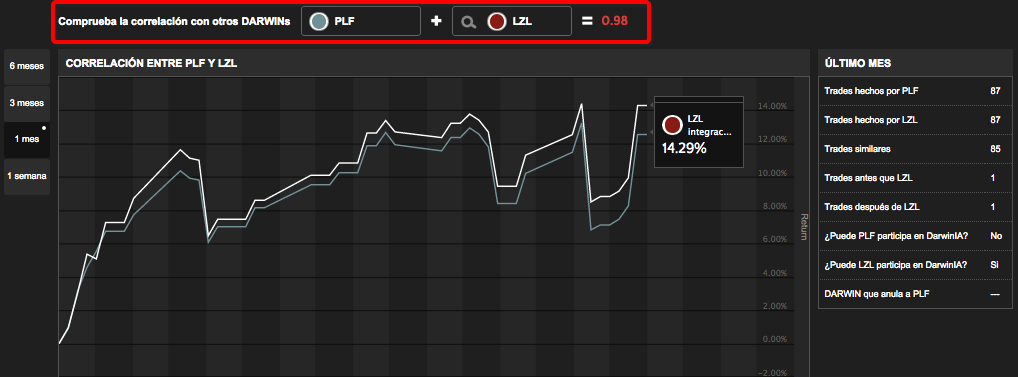 Comprueba la correlación con otros DARWINs PLF + LZL = 0.98
6 meses
3 meses
1 mes
1 semana
CORRELACIÓN ENTRE PLF Y LZL
14.00%
12.00%
10.00%
8.00%
6.00%
4.00%
2.00%
0.00%
-2.00%
Return
LZL
integrac...
14.29%
ÚLTIMO MES
Trades hechos por PLF 87
Trades hechos por LZL 87
Trades similares 85
Trades antes que LZL 1
Trades después de LZL 1
¿Puede PLF participa en DarwinIA? No
¿Puede LZL participa en DarwinIA? Sí
DARWIN que anula a PLF ---